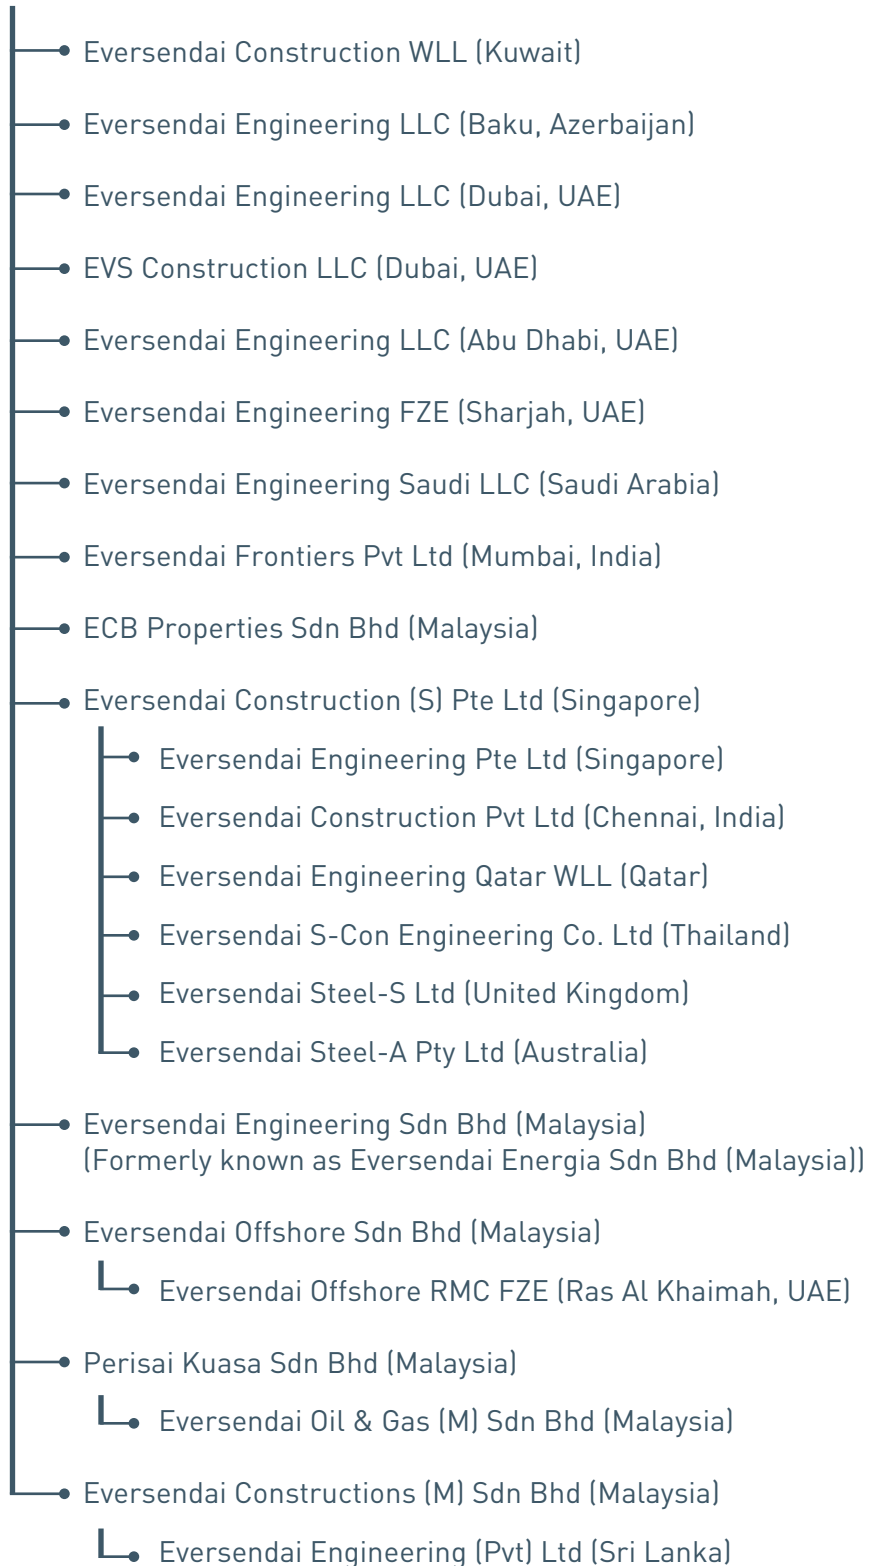 Eversendai Construction WLL (Kuwait)
Eversendai Engineering LLC (Baku, Azerbaijan)
Eversendai Engineering LLC (Dubai, UAE)
EVS Construction LLC (Dubai, UAE)
Eversendai Engineering LLC (Abu Dhabi, UAE)
Eversendai Engineering FZE (Sharjah, UAE)
Eversendai Engineering Saudi LLC (Saudi Arabia)
Eversendai Frontiers Pvt Ltd (Mumbai, India)
ECB Properties Sdn Bhd (Malaysia)
Eversendai Construction (S) Pte Ltd (Singapore)
Eversendai Engineering Pte Ltd (Singapore)
Eversendai Construction Pvt Ltd (Chennai, India)
Eversendai Engineering Qatar WLL (Qatar)
Eversendai S-Con Engineering Co. Ltd (Thailand)
Eversendai Steel-S Ltd (United Kingdom)
Eversendai Steel-A Pty Ltd (Australia)
Eversendai Engineering Sdn Bhd (Malaysia)
(Formerly known as Eversendai Energia Sdn Bhd (Malaysia))
Eversendai Offshore Sdn Bhd (Malaysia)
Eversendai Offshore RMC FZE (Ras Al Khaimah, UAE)
Perisai Kuasa Sdn Bhd (Malaysia)
Eversendai Oil & Gas (M) Sdn Bhd (Malaysia)
Eversendai Constructions (M) Sdn Bhd (Malaysia)
Eversendai Engineering (Pvt) Ltd (Sri Lanka)